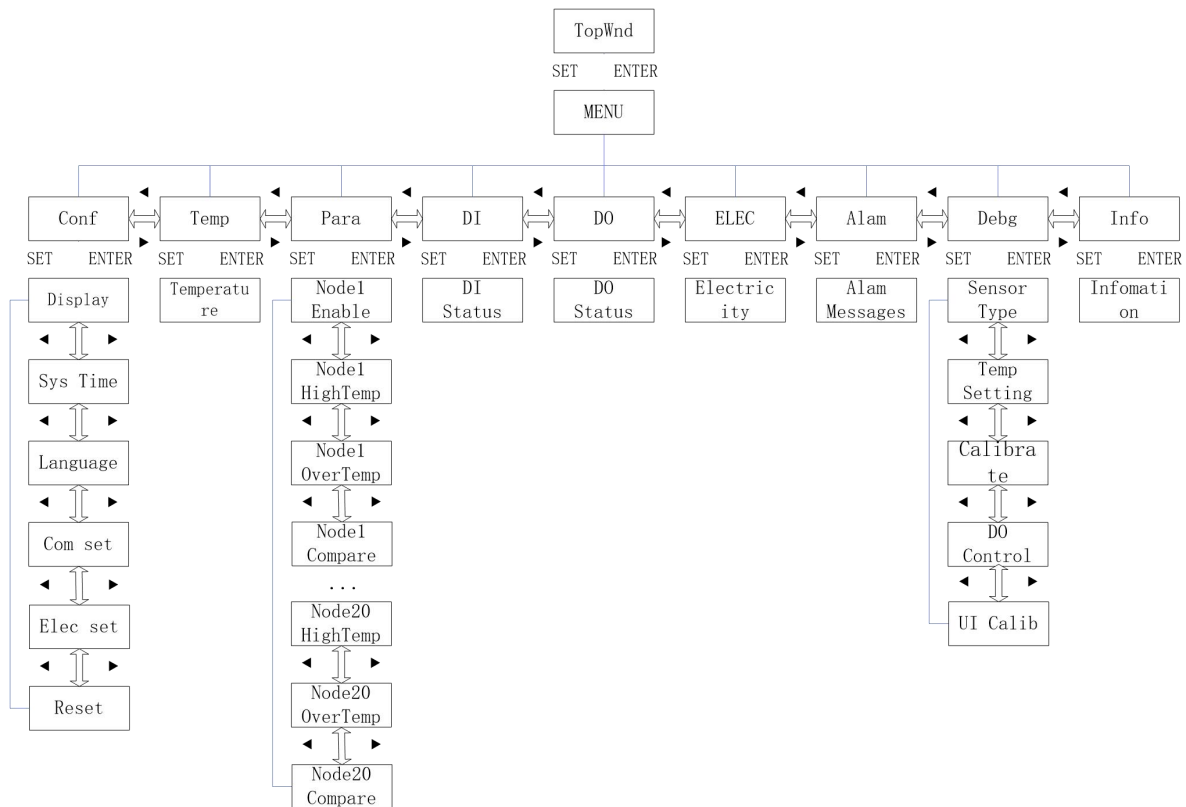 TopWnd
SET ENTER
MENU
Conf Temp Para DI DO ELEC Alam Debg Info
SET ENTER SET ENTER SET ENTER SET ENTER SET ENTER SET ENTER SET ENTER SET ENTER SET ENTER
Display
Sys Time
Language
Com set
Elec set
Reset
Temperatu
re
Node1
Enable
Node1
HighTemp
Node1
OverTemp
Node1
Compare
...
Node20
HighTemp
Node20
OverTemp
Node20
Compare
DI
Status
DO
Status
Electric
ity
Alam
Messages
Sensor
Type
Temp
Setting
Calibra
te
DO
Control
UI Calib
Infomati
on